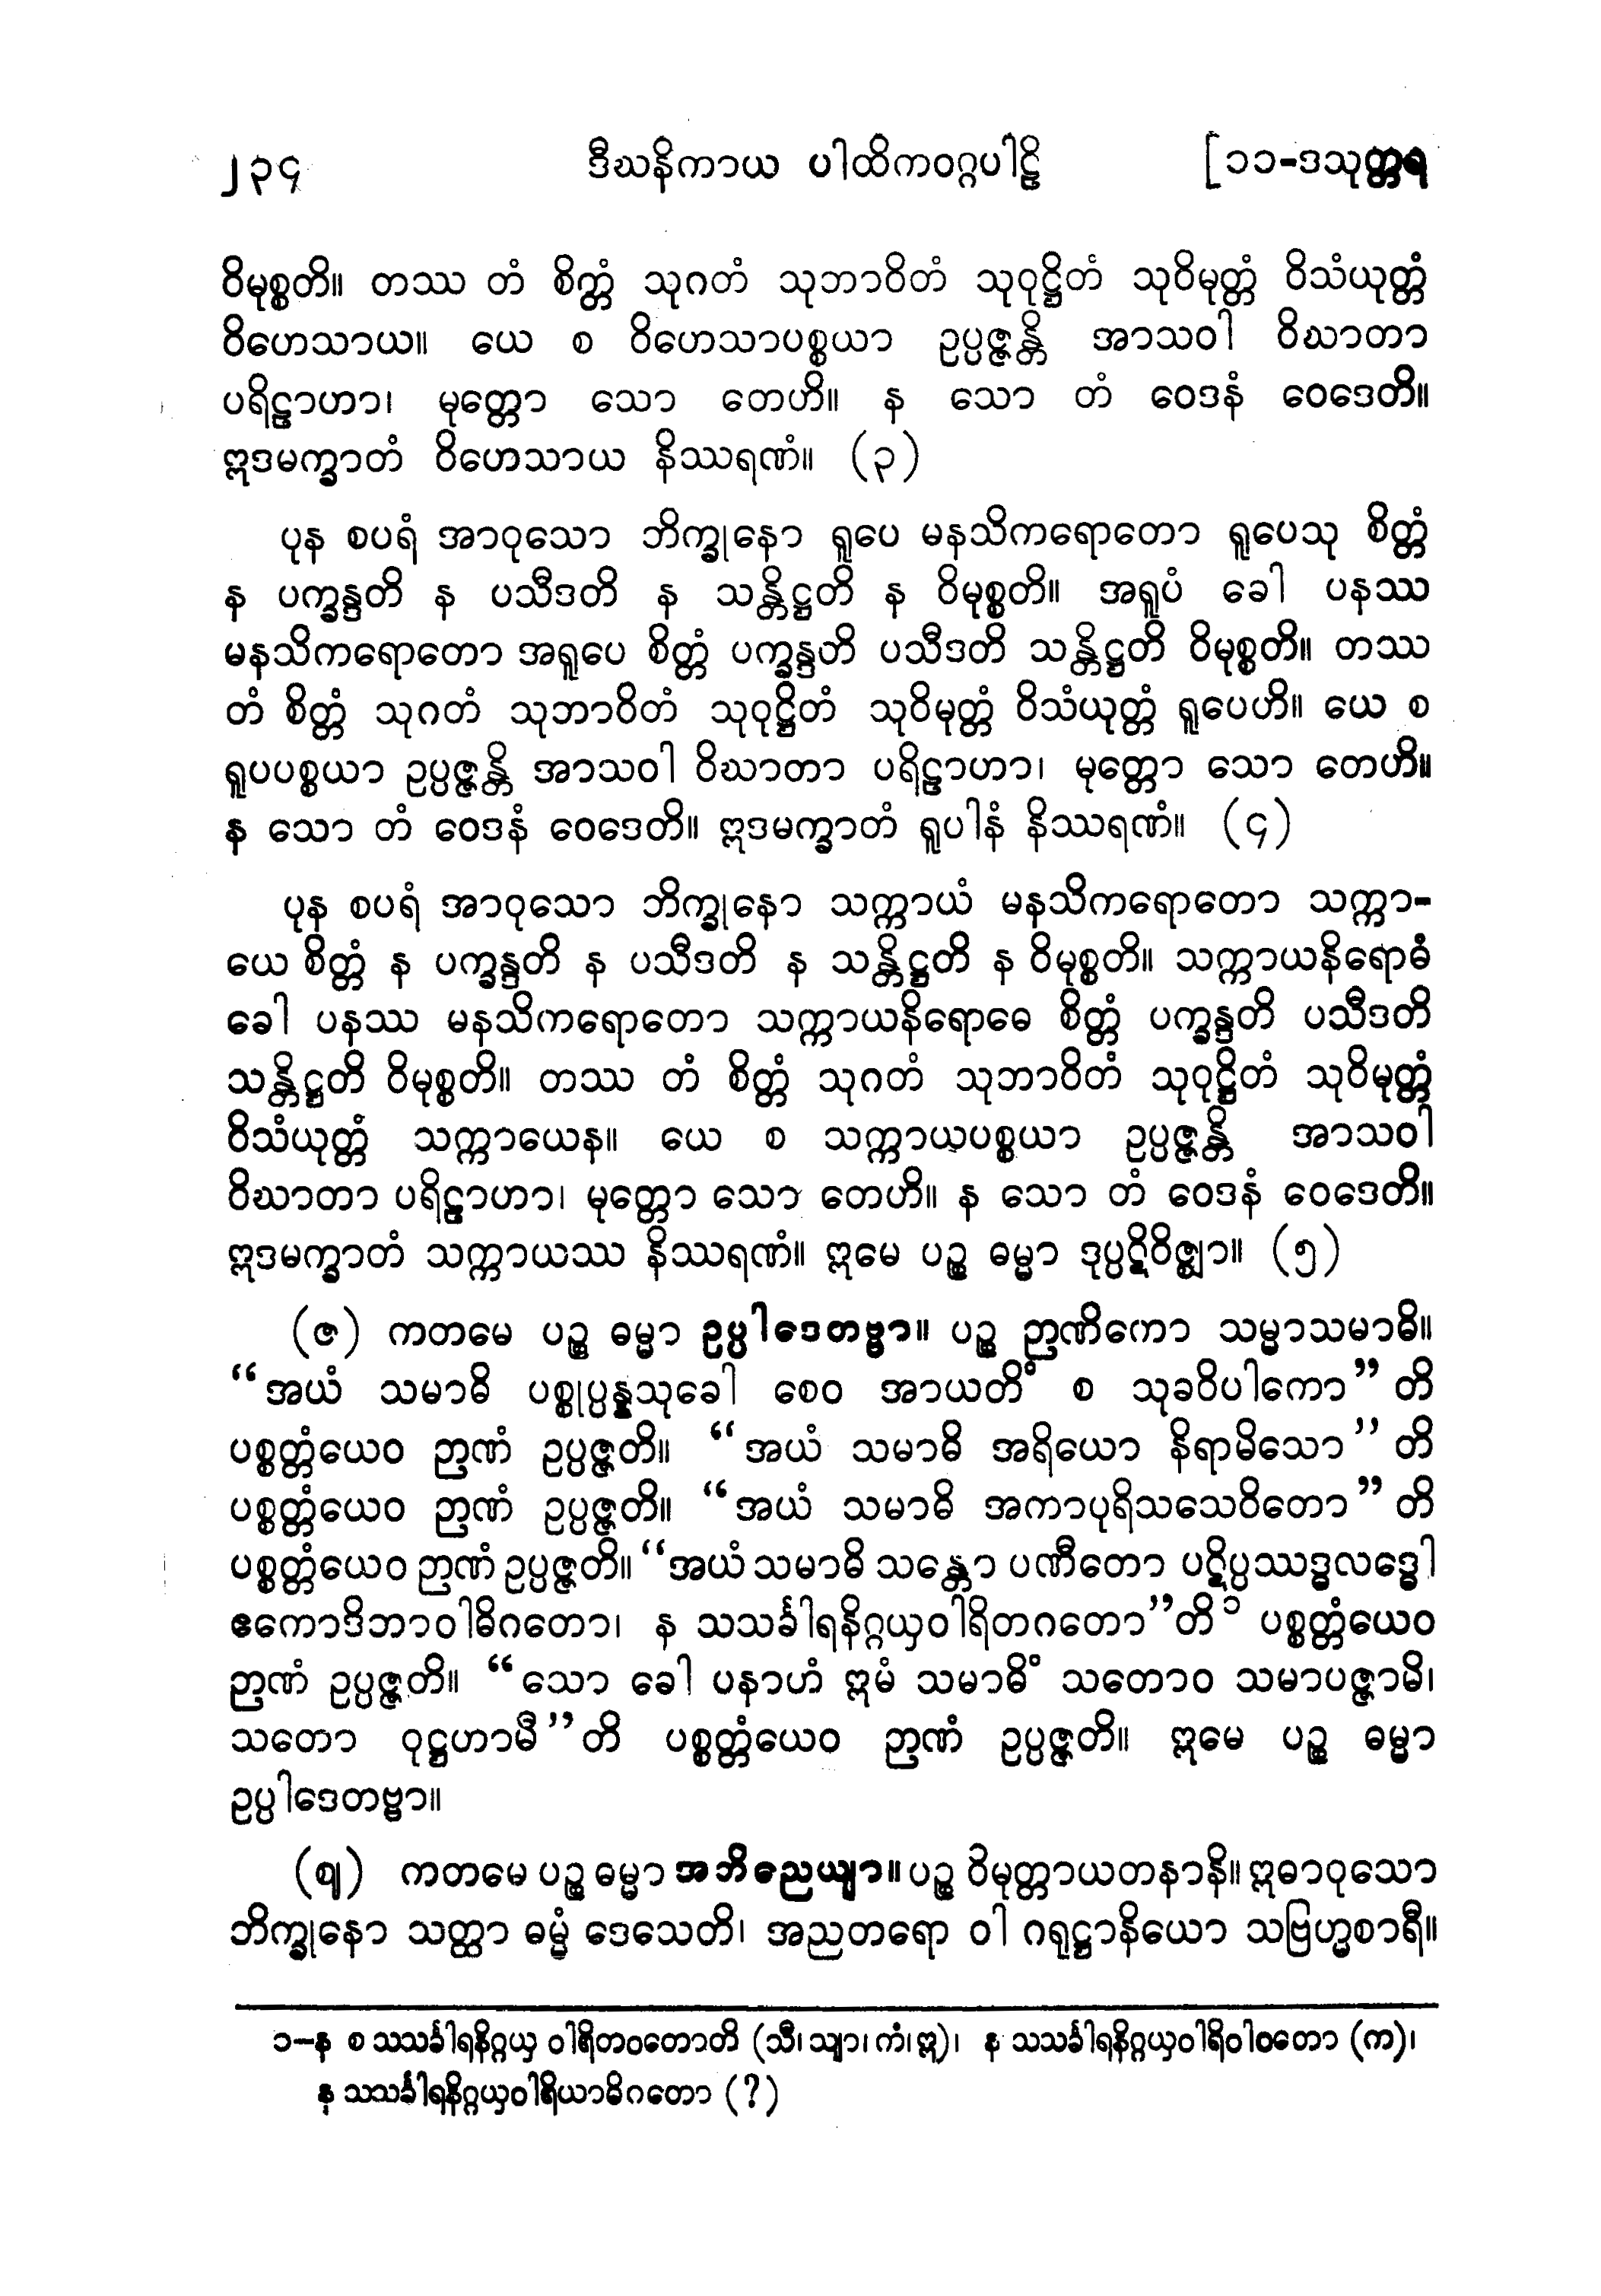 ၂၃၄ ဒီဃနိကာယ ပါထိကဝဂ္ဂပါဠိ [၁၁-ဒသုတ္တရ
ဝိမုစ္စတိ။ တဿ တံ စိတ္တံ သုဂတံ သုဘာဝိတံ သုဝုဋ္ဌိတံ သုဝိမုတ္တံ ဝိသံယုတ္တံ
ဝိဟေသာယ။ ယေ စ ဝိဟေသာပစ္စယာ ဥပ္ပဇ္ဇန္တိ အာသဝါ ဝိဃာတာ
ပရိဠာဟာ၊ မုတ္တော သော တေဟိ။ န သော တံ ဝေဒနံ ဝေဒေတိ။
ဣဒမက္ခာတံ ဝိဟေသာယ နိဿရဏံ။ (၃)
ပုန စပရံ အာဝုသော ဘိက္ခုနော ရူပေ မနသိကရောတော ရူပေသု စိတ္တံ
န ပက္ခန္ဒတိ န ပသီဒတိ န သန္တိဋ္ဌတိ န ဝိမုစ္စတိ။ အရူပံ ခေါ ပနဿ
မနသိကရောတော အရူပေ စိတ္တံ ပက္ခန္ဒတိ ပသီဒတိ သန္တိဋ္ဌတိ ဝိမုစ္စတိ။ တဿ
တံ စိတ္တံ သုဂတံ သုဘာဝိတံ သုဝုဋ္ဌိတံ သုဝိမုတ္တံ ဝိသံယုတ္တံ ရူပေဟိ။ ယေ စ
ရူပပစ္စယာ ဥပ္ပဇ္ဇန္တိ အာသဝါ ဝိဃာတာ ပရိဠာဟာ၊ မုတ္တော သော တေဟိ။
န သော တံ ဝေဒနံ ဝေဒေတိ။ ဣဒမက္ခာတံ ရူပါနံ နိဿရဏံ။ (၄)
ပုန စပရံ အာဝုသော ဘိက္ခုနော သက္ကာယံ မနသိကရောတော သက္ကာ-
ယေ စိတ္တံ န ပက္ခန္ဒတိ န ပသီဒတိ န သန္တိဋ္ဌတိ န ဝိမုစ္စတိ။ သက္ကာယနိရောဓံ
ခေါ ပနဿ မနသိကရောတော သက္ကာယနိရောဓေ စိတ္တံ ပက္ခန္ဒတိ ပသီဒတိ
သန္တိဋ္ဌတိ ဝိမုစ္စတိ။ တဿ တံ စိတ္တံ သုဂတံ သုဘာဝိတံ သုဝုဋ္ဌိတံ သုဝိမုတ္တံ
ဝိသံယုတ္တံ သက္ကာယေန။ ယေ စ သက္ကာယပစ္စယာ ဥပ္ပဇ္ဇန္တိ အာသဝါ
ဝိဃာတာ ပရိဠာဟာ၊ မုတ္တော သော တေဟိ။ န သော တံ ဝေဒနံ ဝေဒေတိ။
ဣဒမက္ခာတံ သက္ကာယဿ နိဿရဏံ။ ဣမေ ပဉ္စ ဓမ္မာ ဒုပ္ပဋိဝိဇ္ဈာ။ (၅)
(ဇ) ကတမေ ပဉ္စ ဓမ္မာ ဥပ္ပါဒေတဗ္ဗာ။ ပဉ္စ ဉာဏိကော သမ္မာသမာဓိ။
“အယံ သမာဓိ ပစ္စုပ္ပန္နသုခေါ စေဝ အာယတိံ စ သုခဝိပါကော” တိ
ပစ္စတ္တံယေဝ ဉာဏံ ဥပ္ပဇ္ဇတိ။ “အယံ သမာဓိ အရိယော နိရာမိသော” တိ
ပစ္စတ္တံယေဝ ဉာဏံ ဥပ္ပဇ္ဇတိ။ “အယံ သမာဓိ အကာပုရိသသေဝိတော” တိ
ပစ္စတ္တံယေဝ ဉာဏံ ဥပ္ပဇ္ဇတိ။ “အယံ သမာဓိ သန္တော ပဏီတော ပဋိပ္ပဿဒ္ဓလဒ္ဓေါ
ဧကောဒိဘာဝါဓိဂတော၊ န သသင်္ခါရနိဂ္ဂယှဝါရိတဂတော”တိ၁ ပစ္စတ္တံယေဝ
ဉာဏံ ဥပ္ပဇ္ဇတိ။ “သော ခေါ ပနာဟံ ဣမံ သမာဓိံ သတောဝ သမာပဇ္ဇာမိ၊
သတော ဝုဋ္ဌဟာမီ”တိ ပစ္စတ္တံယေဝ ဉာဏံ ဥပ္ပဇ္ဇတိ။ ဣမေ ပဉ္စ ဓမ္မာ
ဥပ္ပါဒေတဗ္ဗာ။
(ဈ) ကတမေ ပဉ္စ ဓမ္မာ အဘိညေယျာ။ ပဉ္စ ဝိမုတ္တာယတနာနိ။ ဣဓာဝုသော
ဘိက္ခုနော သတ္ထာ ဓမ္မံ ဒေသေတိ၊ အညတရော ဝါ ဂရုဋ္ဌာနိယော သဗြဟ္မစာရီ။
၁-န စ သသင်္ခါရနိဂ္ဂယှ ဝါရိတဝတောတိ (သီ၊ သျာ၊ ကံ၊ ဣ)၊ န သသင်္ခါရနိဂ္ဂယှဝါရိဝါဝတော (က)၊
န သသင်္ခါရနိဂ္ဂယှဝါရိယာဓိဂတော (?)